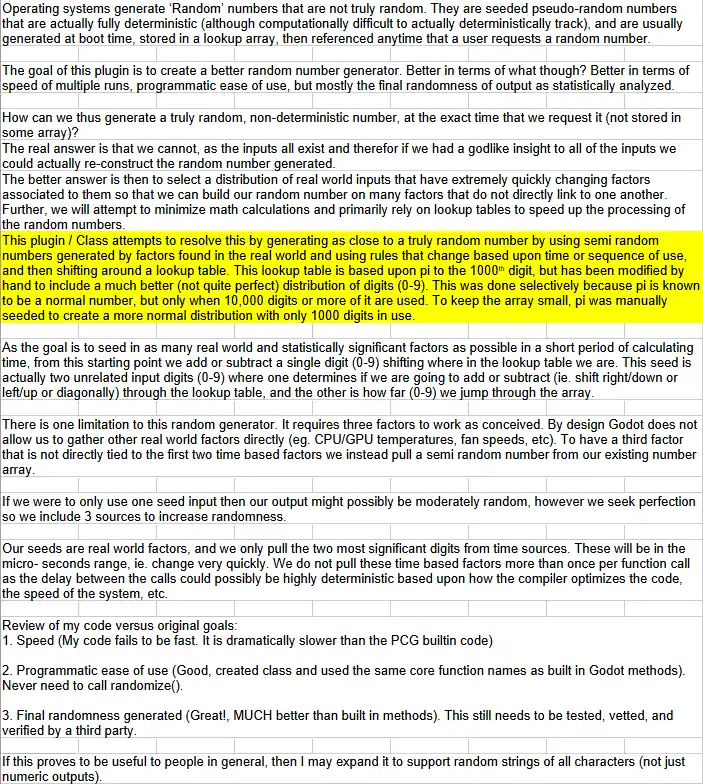 Operating systems generate ‘Random’ numbers that are not truly random. They are seeded pseudo-random numbers
that are actually fully deterministic (although computationally difficult to actually deterministically track), and are usually
generated at boot time, stored in a lookup array, then referenced anytime that a user requests a random number.
The goal of this plugin is to create a better random number generator. Better in terms of what though? Better in terms of
speed of multiple runs, programmatic ease of use, but mostly the final randomness of output as statistically analyzed.
How can we thus generate a truly random, non-deterministic number, at the exact time that we request it (not stored in
some array)?
The real answer is that we cannot, as the inputs all exist and therefor if we had a godlike insight to all of the inputs we
could actually re-construct the random number generated.
The better answer is then to select a distribution of real world inputs that have extremely quickly changing factors
associated to them so that we can build our random number on many factors that do not directly link to one another.
Further, we will attempt to minimize math calculations and primarily rely on lookup tables to speed up the processing of
the random numbers.
This plugin / Class attempts to resolve this by generating as close to a truly random number by using semi random
numbers generated by factors found in the real world and using rules that change based upon time or sequence of use,
and then shifting around a lookup table. This lookup table is based upon pi to the 1000th digit, but has been modified by
hand to include a much better (not quite perfect) distribution of digits (0-9). This was done selectively because pi is known
to be a normal number, but only when 10,000 digits or more of it are used. To keep the array small, pi was manually
seeded to create a more normal distribution with only 1000 digits in use.
As the goal is to seed in as many real world and statistically significant factors as possible in a short period of calculating
time, from this starting point we add or subtract a single digit (0-9) shifting where in the lookup table we are. This seed is
actually two unrelated input digits (0-9) where one determines if we are going to add or subtract (ie. shift right/down or
left/up or diagonally) through the lookup table, and the other is how far (0-9) we jump through the array.
There is one limitation to this random generator. It requires three factors to work as conceived. By design Godot does not
allow us to gather other real world factors directly (eg. CPU/GPU temperatures, fan speeds, etc). To have a third factor
that is not directly tied to the first two time based factors we instead pull a semi random number from our existing number
array.
If we were to only use one seed input then our output might possibly be moderately random, however we seek perfection
so we include 3 sources to increase randomness.
Our seeds are real world factors, and we only pull the two most significant digits from time sources. These will be in the
micro- seconds range, ie. change very quickly. We do not pull these time based factors more than once per function call
as the delay between the calls could possibly be highly deterministic based upon how the compiler optimizes the code,
the speed of the system, etc.
Review of my code versus original goals:
1. Speed (My code fails to be fast. It is dramatically slower than the PCG builtin code)
2. Programmatic ease of use (Good, created class and used the same core function names as built in Godot methods).
Never need to call randomize().
3. Final randomness generated (Great!, MUCH better than built in methods). This still needs to be tested, vetted, and
verified by a third party.
If this proves to be useful to people in general, then I may expand it to support random strings of all characters (not just
numeric outputs).